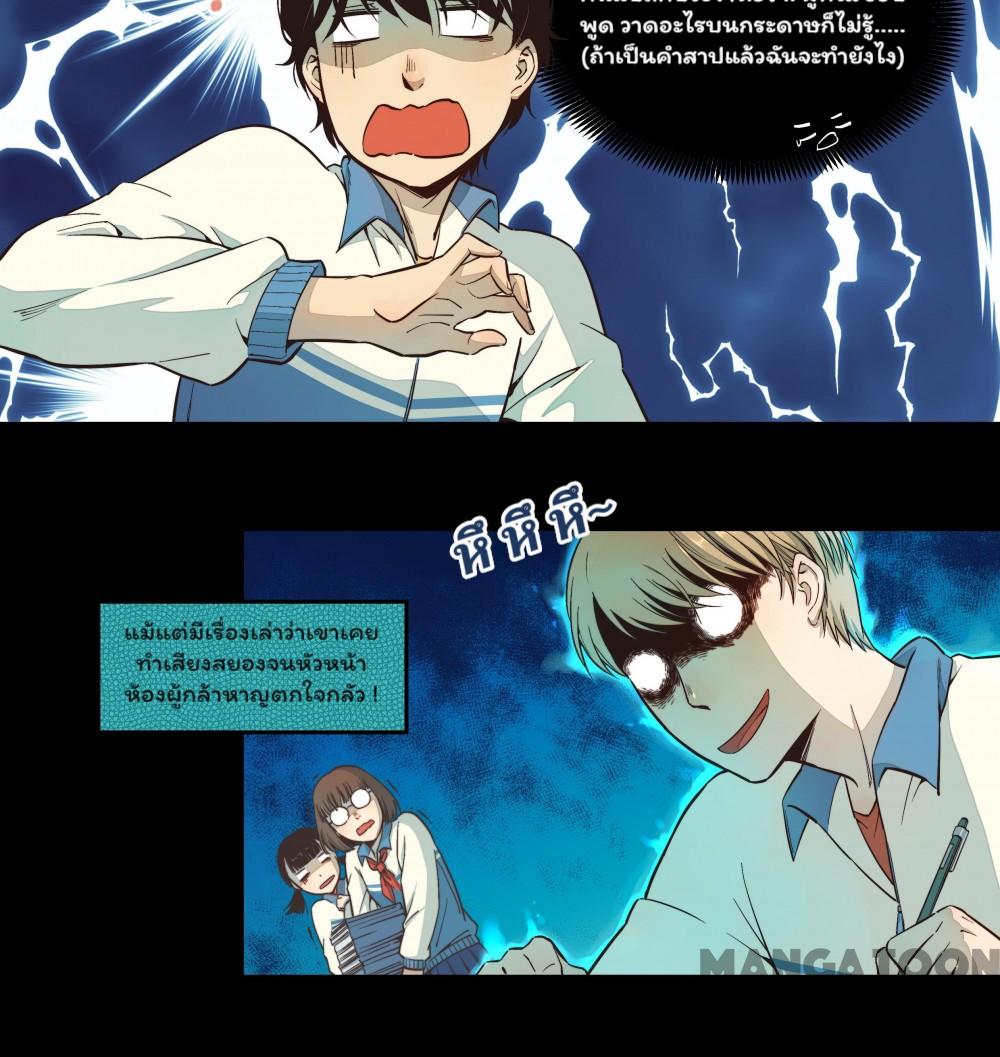 พูด วาดอะไรบนกระดาษก็ไม่รู้.....
(ถ้าเป็นคำสาปแล้วฉันจะทำยังไง)
หึ หึ หึ~
แม้แต่มีเรื่องเล่าว่าเขาเคย
ทำเสียงสยองจนหัวหน้า
ห้องผู้กล้าหาญตกใจกลัว !
MANGATOON